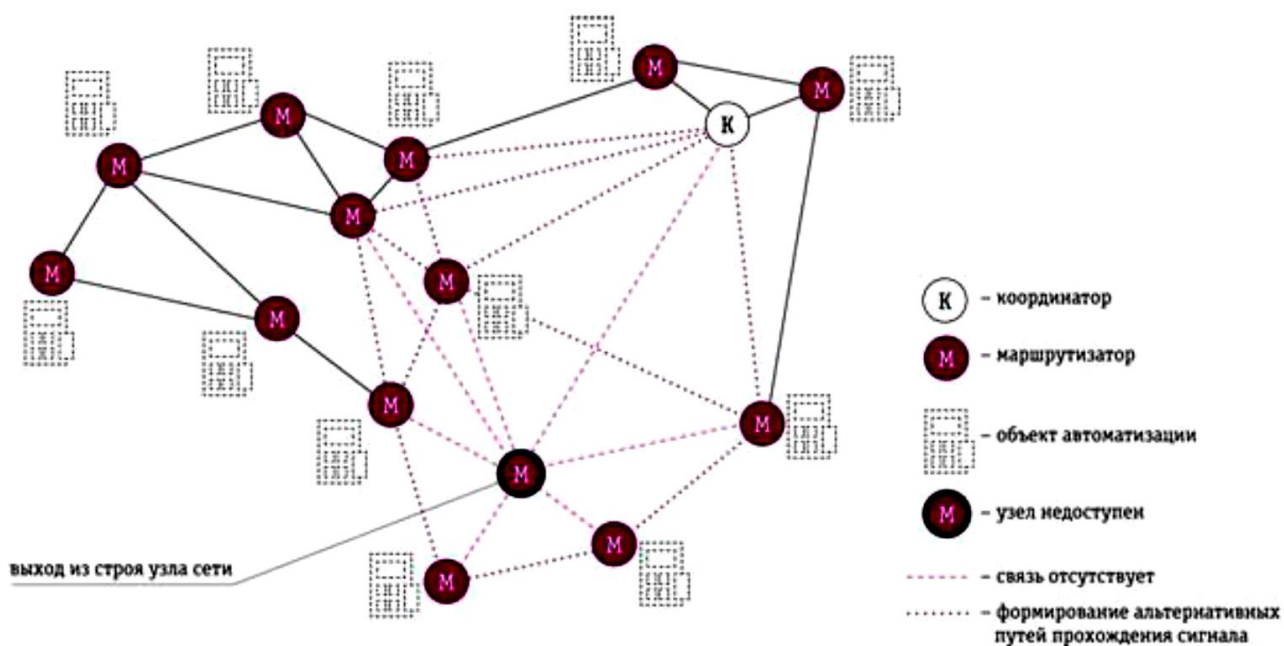 М
М
М
М
К
М
М
М
М
М
М
М
М
М
М
М
выход из строя узла сети
К
– координатор
М
– маршрутизатор
– объект автоматизации
М
– узел недоступен
– связь отсутствует
– формирование альтернативных
путей прохождения сигнала